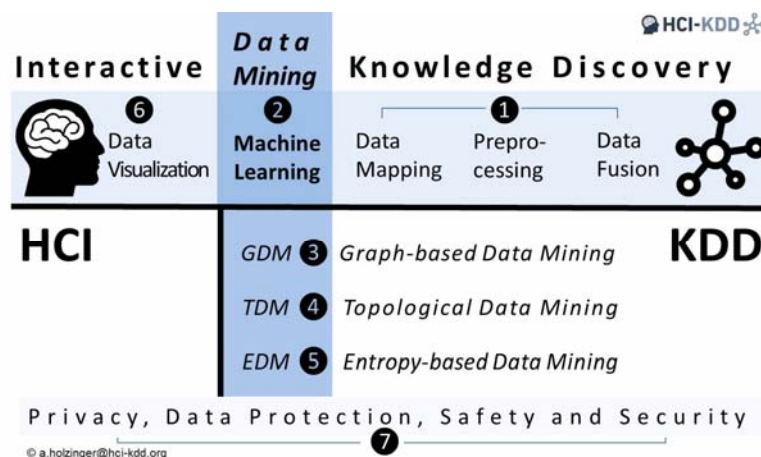 HCI-KDD
Data
Mining
Interactive
Knowledge Discovery
6
2
1
Data
Visualization
Machine
Learning
Data
Mapping
Prepro-
cessing
Data
Fusion
HCI
KDD
GDM 3 Graph-based Data Mining
TDM 4 Topological Data Mining
EDM 5 Entropy-based Data Mining
Privacy, Data Protection, Safety and Security
7
© a.holzinger@hci-kdd.org